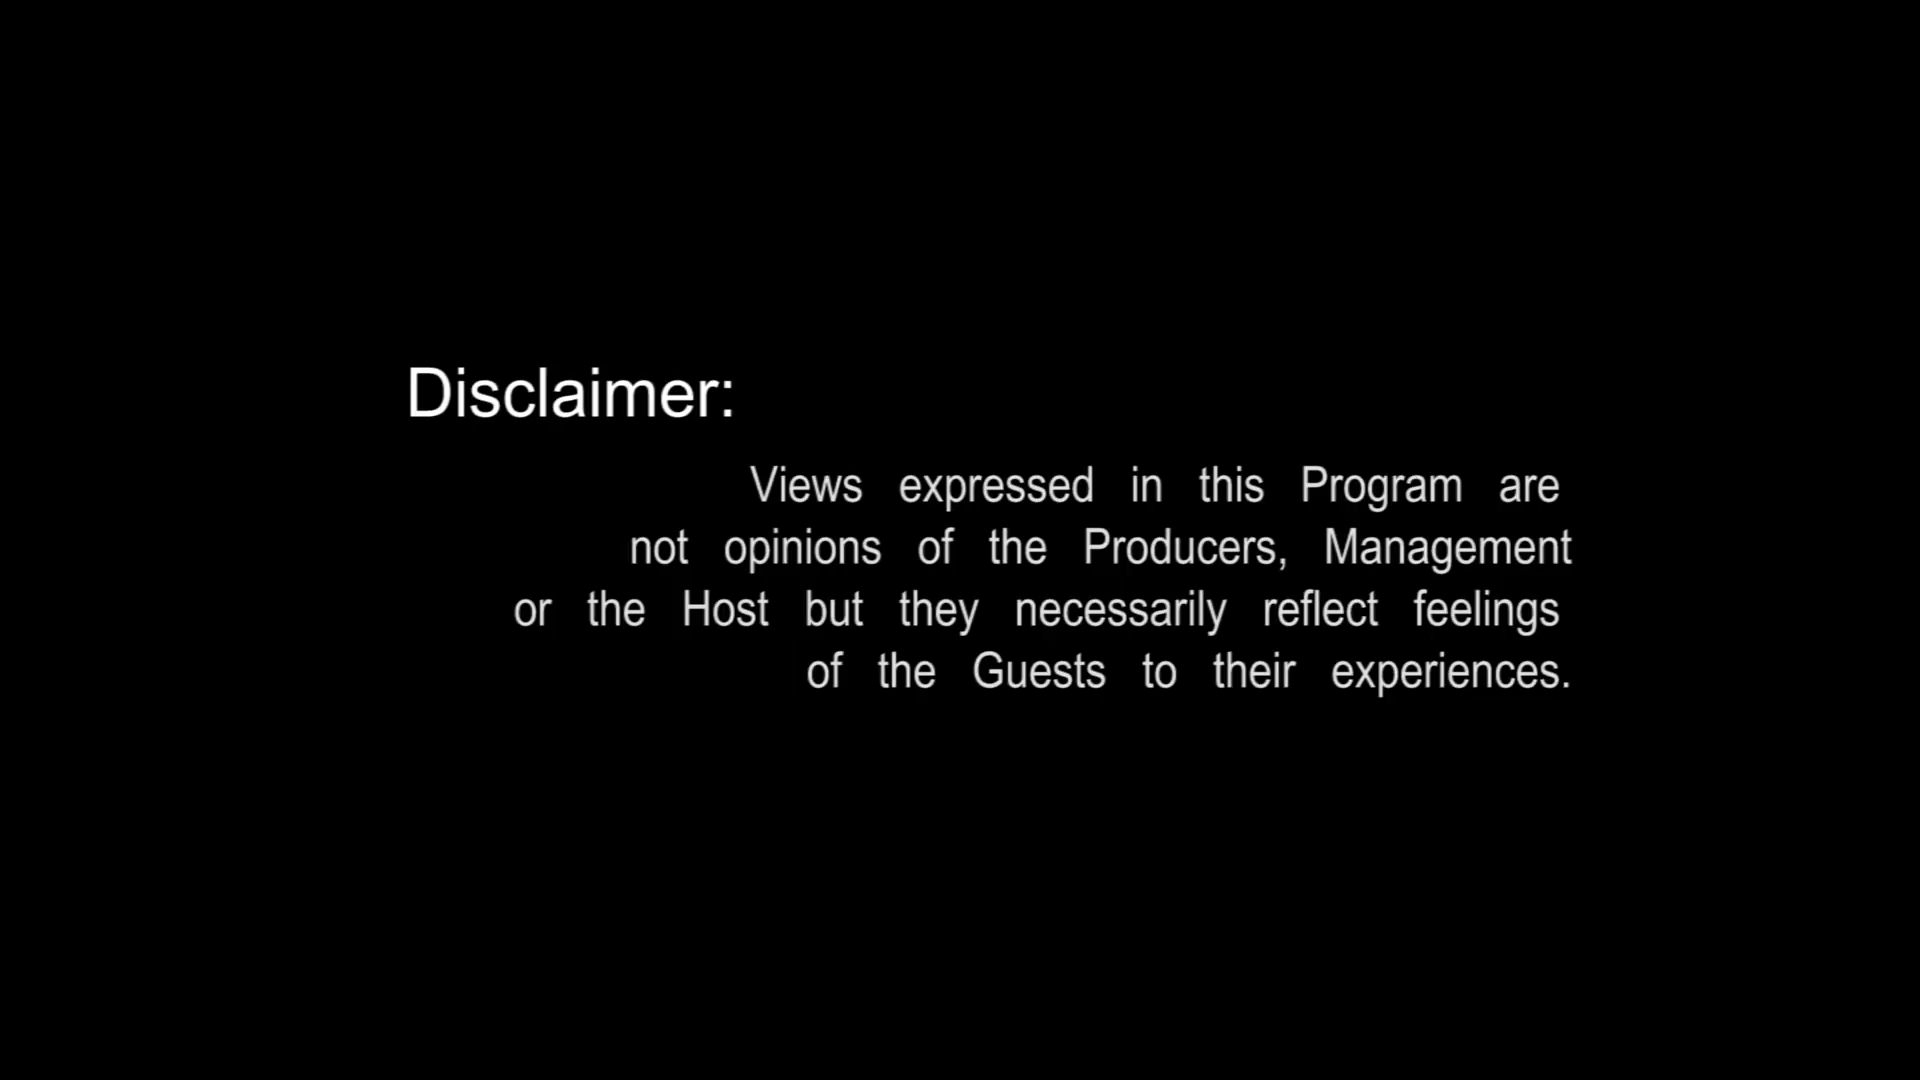 Disclaimer:
Views expressed in this Program are
not opinions of the Producers, Management
or the Host but they necessarily reflect feelings
of the Guests to their experiences.